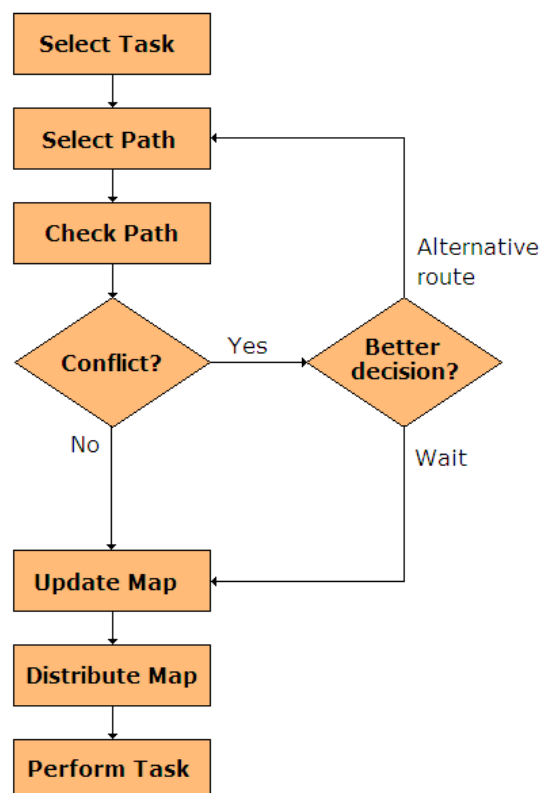 Select Task
Select Path
Check Path
Alternative
route
Conflict?
Yes
Better
decision?
No
Wait
Update Map
Distribute Map
Perform Task